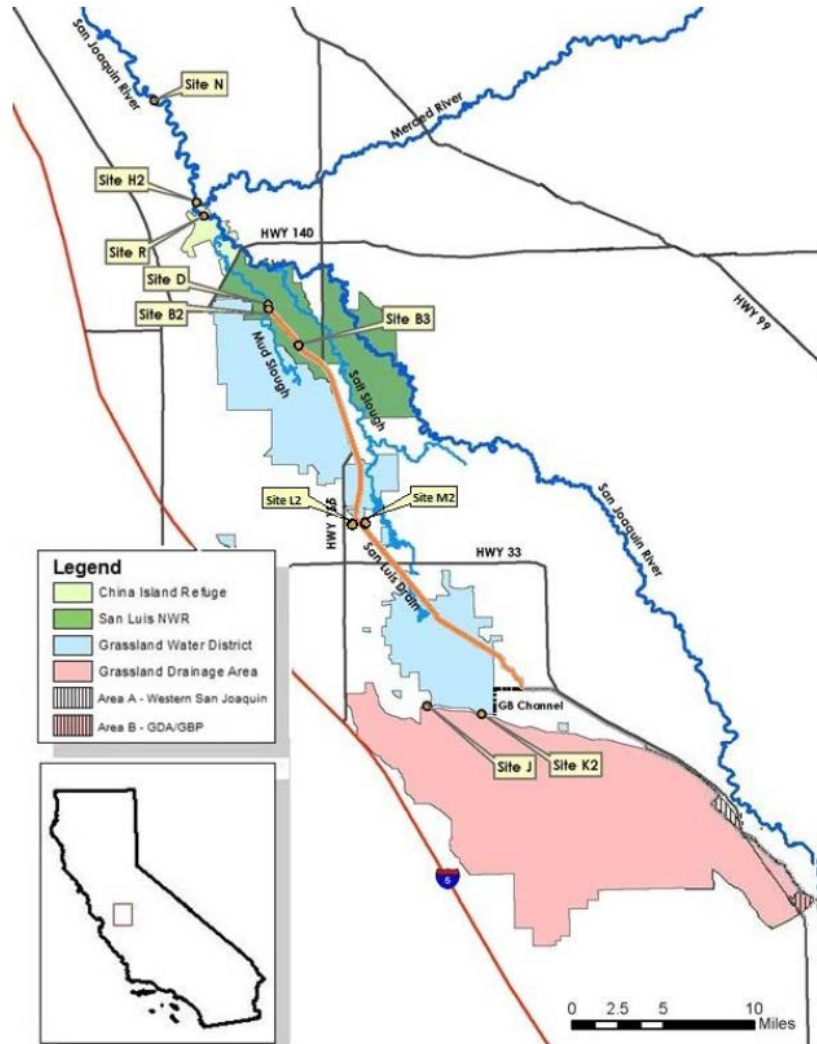 San Joaquin River
Site N
Merced River
Site H2
Site R
HWY 140
Site D
Site B2
Site B3
HWY 99
Mud Slough
Salt Slough
Site L2
Site M2
San Joaquin River
HWY 33
San Luis Drain
GB Channel
Site J
Site K2
5
Legend
China Island Refuge
San Luis NWR
Grassland Water District
Grassland Drainage Area
Area A - Western San Joaquin
Area B - GDA/GBP
0 2.5 5 10
Miles